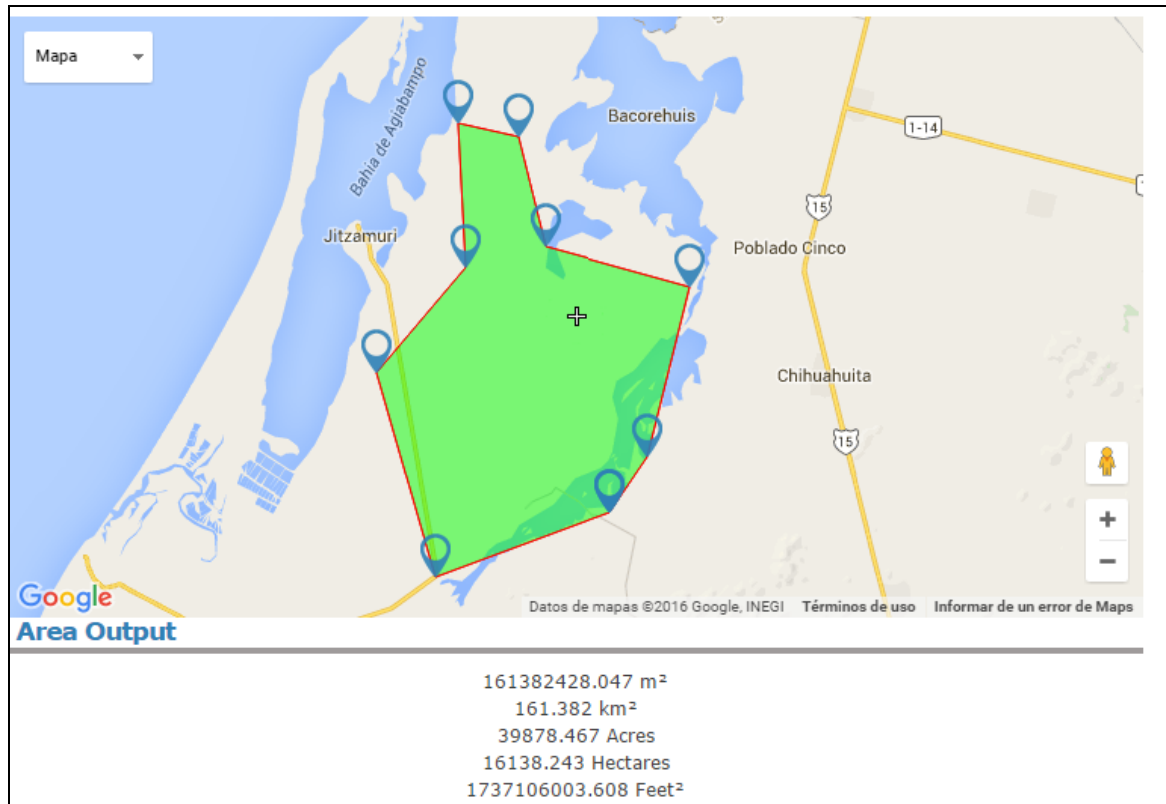 Mapa
Bahia de Agiabampo
Bacorehuis
1-14
15
Jitzamuri
Poblado Cinco
Chihuahuita
15
Google
Datos de mapas ©2016 Google, INEGI Términos de uso Informar de un error de Maps
Area Output
161382428.047 m²
161.382 km²
39878.467 Acres
16138.243 Hectares
1737106003.608 Feet²